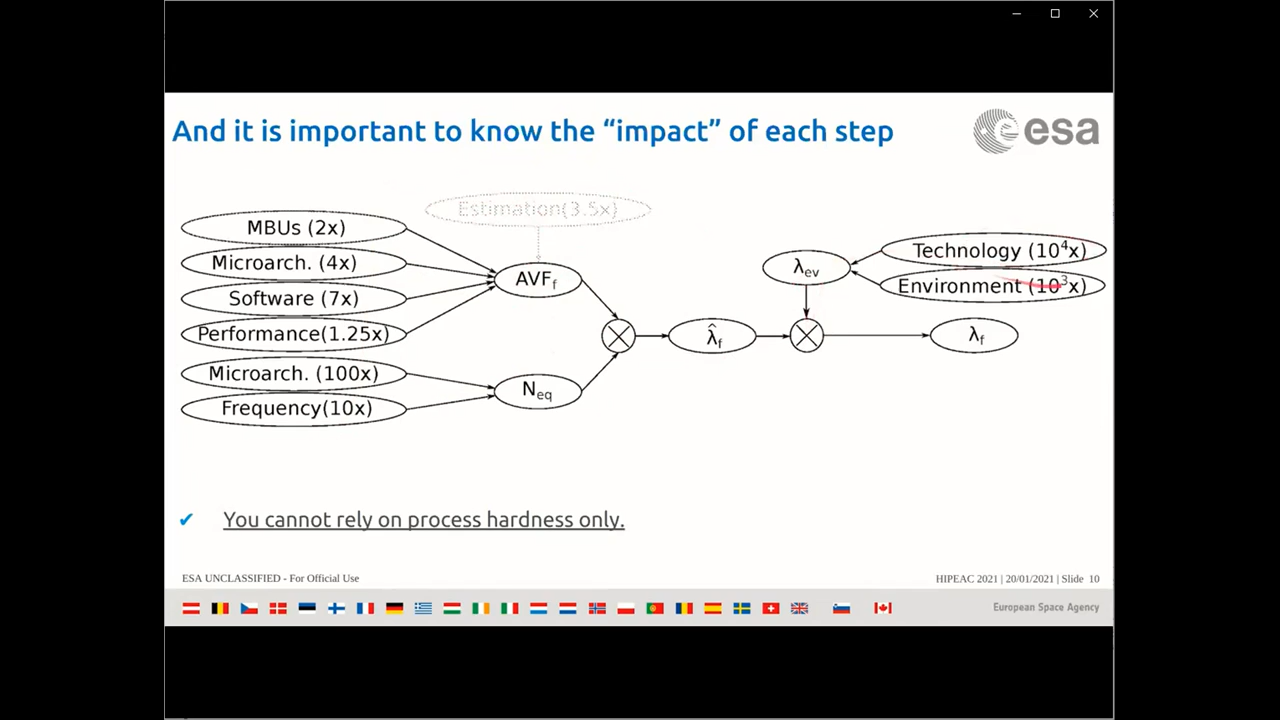 And it is important to know the “impact” of each step
esa
Estimation(3.5x)
MBUs (2x)
Microarch. (4x)
Software (7x)
Performance(1.25x)
Microarch. (100x)
Frequency(10x)
AVFf
Neq
λ̂f
λev
Technology (10⁴x)
Environment (10³x)
λf
✔ You cannot rely on process hardness only.
ESA UNCLASSIFIED - For Official Use
HIPEAC 2021 | 20/01/2021 | Slide 10
European Space Agency